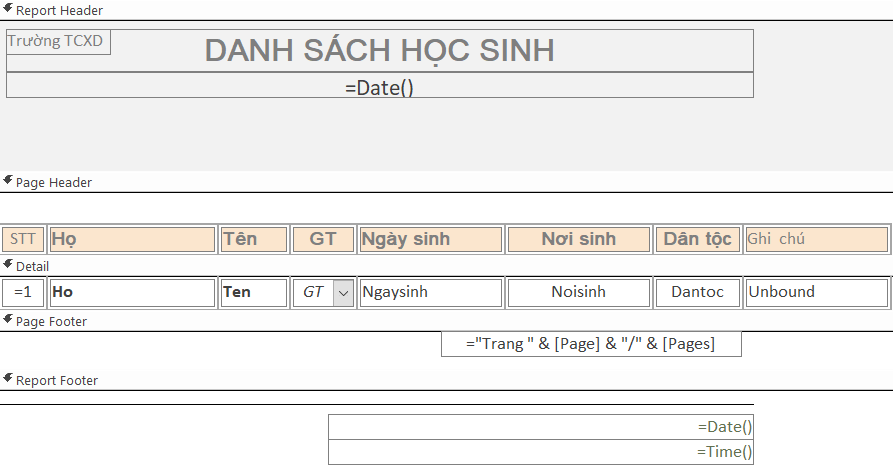 Report Header
Trường TCXD
DANH SÁCH HỌC SINH
=Date()
Page Header
STT Họ Tên GT Ngày sinh Nơi sinh Dân tộc Ghi chú
Detail
=1 Ho Ten GT Ngaysinh Noisinh Dantoc Unbound
Page Footer
="Trang " & [Page] & "/" & [Pages]
Report Footer
=Date()
=Time()